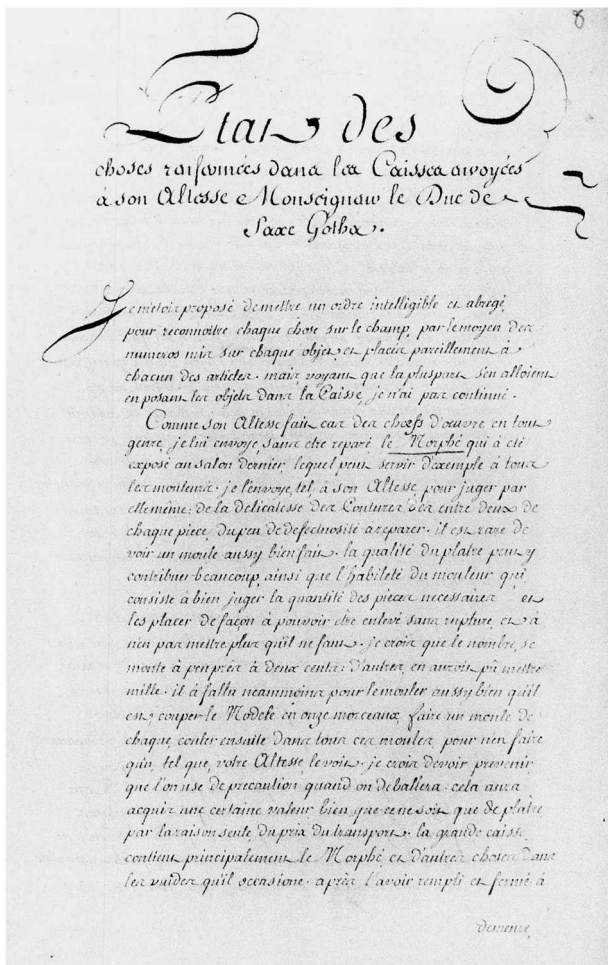 8
Etat des
choses renfermées dans les Caisses envoyées
à son Altesse Monseigneur le Duc de
Saxe Gotha.
Je m'etois proposé de mettre un ordre intelligible et abregé,
pour reconnoitre chaque chose sur le champ, par le moyen des
numeros mis sur chaque objet et placés pareillement à
chacun des articles. mais voyant que la pluspart s'en alloient
en posant les objets dans la Caisse, je n'ai pas continué.
Comme son Altesse fait cas des chœfs d'œuvre en tout
genre, je lui envoye, sans etre reparé le Morphé qui à été
exposé au salon dernier, lequel peut servir d'exemple à tous
les mouleurs. je l'envoye, tel, à son Altesse, pour juger par
ellemême: de la delicatesse des Coutures des entre deux de
chaque piece, du peu de defectuosité à reparer. il est rare de
voir un moule aussy bien fait. la qualité du platre peut y
contribuer beaucoup, ainsi que l'habileté du mouleur qui
consiste à bien juger la quantité des pieces necessaires et
les placer de façon à pouvoir etre enlevé sans rupture, et à
n'en pas mettre plus qu'il ne faut. je crois que le nombre, se
monte à peu près à deux cents: d'autres, en auroit pû mettre
mille. il à fallu neammoins pour le mouler aussy bien qu'il
est, couper le Modele en onze morceaux, faire un moule de
chaque, couler ensuite dans tous ces moules, pour n'en faire
qu'un, tel que, votre Altesse le voit. je crois devoir prevenir
que l'on use de precaution quand on deballera. cela aura
acquis une certaine valeur bien que ce ne soit que de platre
par la raison seule du prix du transport. la grande caisse,
contient principalement le Morphé, et d'autres choses dans
les vuides qu'il occasione. après l'avoir rempli et fermé à
demeure,